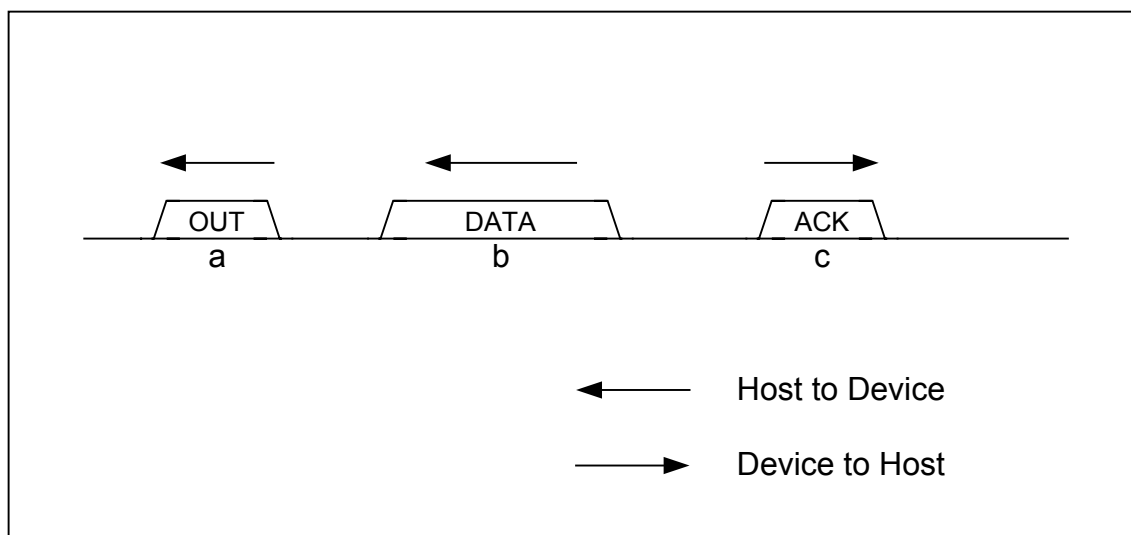 OUT DATA ACK
a b c
Host to Device
Device to Host